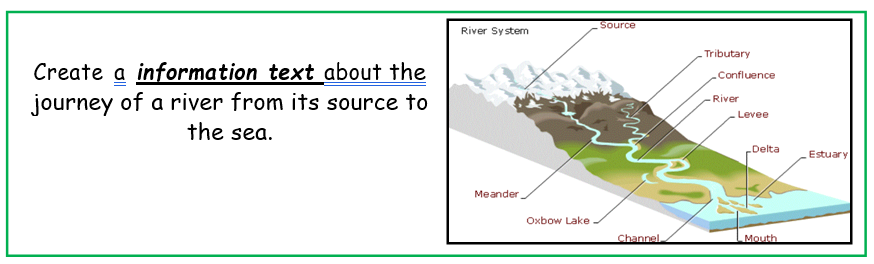 Create a information text about the
journey of a river from its source to
the sea.
River System
Source
Tributary
Confluence
River
Levee
Delta
Estuary
Meander
Oxbow Lake
Channel
Mouth